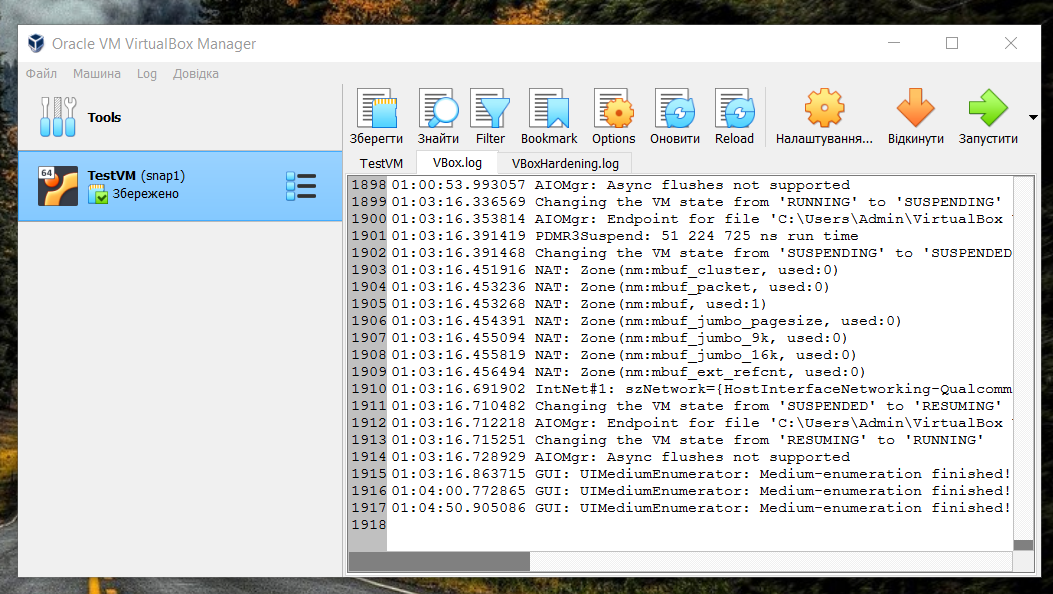 Oracle VM VirtualBox Manager
Файл Машина Log Довідка
Tools
64
TestVM (snap1)
Збережено
Зберегти Знайти Filter Bookmark Options Оновити Reload Налаштування... Відкинути Запустити
TestVM VBox.log VBoxHardening.log
1898 01:00:53.993057 AIOMgr: Async flushes not supported
1899 01:03:16.336569 Changing the VM state from 'RUNNING' to 'SUSPENDING'
1900 01:03:16.353814 AIOMgr: Endpoint for file 'C:\Users\Admin\VirtualBox
1901 01:03:16.391419 PDMR3Suspend: 51 224 725 ns run time
1902 01:03:16.391468 Changing the VM state from 'SUSPENDING' to 'SUSPENDED
1903 01:03:16.451916 NAT: Zone(nm:mbuf_cluster, used:0)
1904 01:03:16.453236 NAT: Zone(nm:mbuf_packet, used:0)
1905 01:03:16.453268 NAT: Zone(nm:mbuf, used:1)
1906 01:03:16.454391 NAT: Zone(nm:mbuf_jumbo_pagesize, used:0)
1907 01:03:16.455094 NAT: Zone(nm:mbuf_jumbo_9k, used:0)
1908 01:03:16.455819 NAT: Zone(nm:mbuf_jumbo_16k, used:0)
1909 01:03:16.456494 NAT: Zone(nm:mbuf_ext_refcnt, used:0)
1910 01:03:16.691902 IntNet#1: szNetwork={HostInterfaceNetworking-Qualcomm
1911 01:03:16.710482 Changing the VM state from 'SUSPENDED' to 'RESUMING'
1912 01:03:16.712218 AIOMgr: Endpoint for file 'C:\Users\Admin\VirtualBox
1913 01:03:16.715251 Changing the VM state from 'RESUMING' to 'RUNNING'
1914 01:03:16.728929 AIOMgr: Async flushes not supported
1915 01:03:16.863715 GUI: UIMediumEnumerator: Medium-enumeration finished!
1916 01:04:00.772865 GUI: UIMediumEnumerator: Medium-enumeration finished!
1917 01:04:50.905086 GUI: UIMediumEnumerator: Medium-enumeration finished!
1918